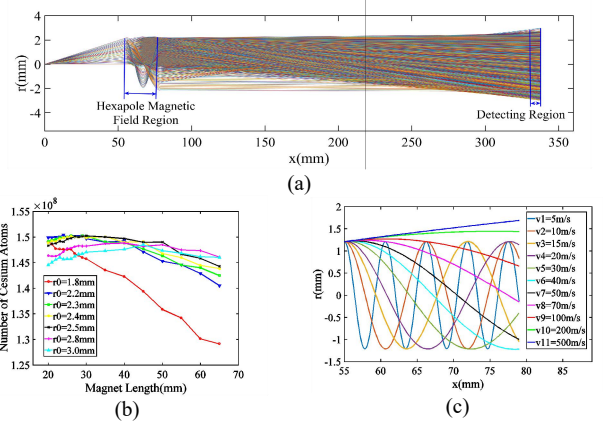 4
2
0
-2
-4
r(mm)
Hexapole Magnetic
Field Region
Detecting Region
0 50 100 150 200 250 300 350
x(mm)
(a)
×10⁸
1.55
1.5
1.45
1.4
1.35
1.3
1.25
Number of Cesium Atoms
r0=1.8mm
r0=2.2mm
r0=2.3mm
r0=2.4mm
r0=2.5mm
r0=2.8mm
r0=3.0mm
20 30 40 50 60 70
Magnet Length(mm)
(b)
2
1.5
1
0.5
0
-0.5
-1
-1.5
-2
r(mm)
v1=5m/s
v2=10m/s
v3=15m/s
v4=20m/s
v5=30m/s
v6=40m/s
v7=50m/s
v8=70m/s
v9=100m/s
v10=200m/s
v11=500m/s
55 60 65 70 75 80 85
x(mm)
(c)